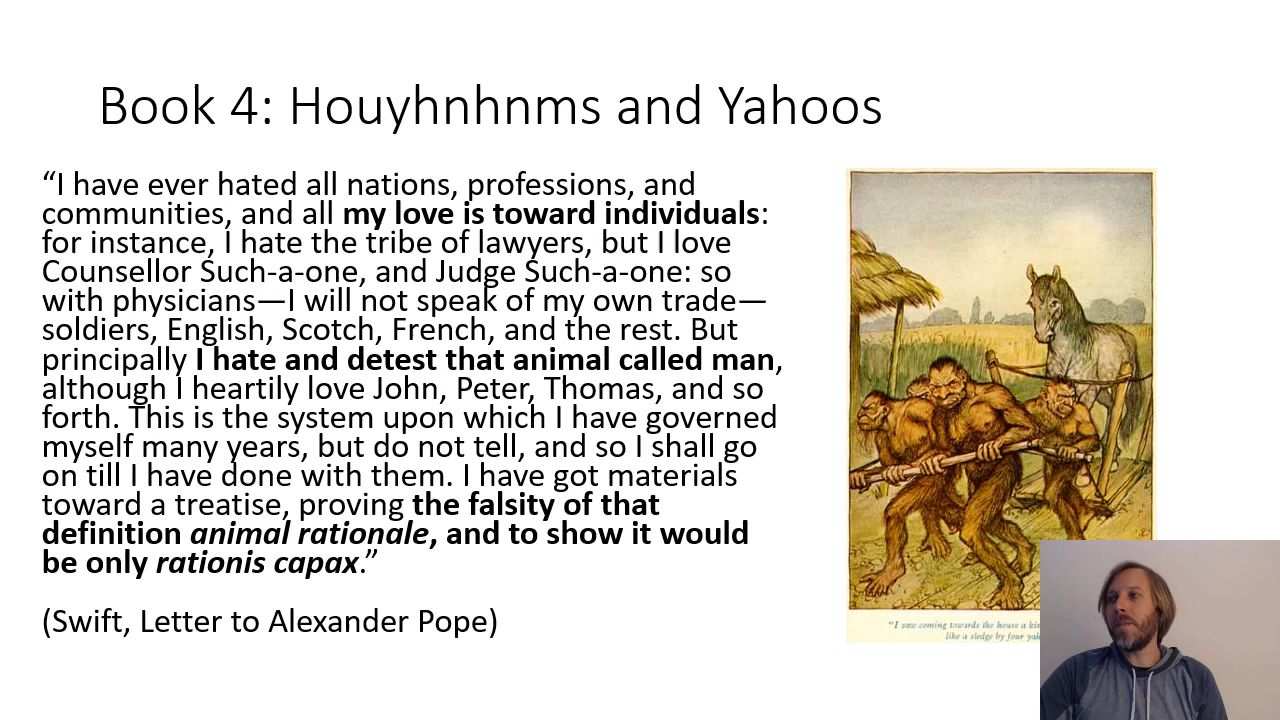 Book 4: Houyhnhnms and Yahoos
“I have ever hated all nations, professions, and
communities, and all my love is toward individuals:
for instance, I hate the tribe of lawyers, but I love
Counsellor Such-a-one, and Judge Such-a-one: so
with physicians—I will not speak of my own trade—
soldiers, English, Scotch, French, and the rest. But
principally I hate and detest that animal called man,
although I heartily love John, Peter, Thomas, and so
forth. This is the system upon which I have governed
myself many years, but do not tell, and so I shall go
on till I have done with them. I have got materials
toward a treatise, proving the falsity of that
definition animal rationale, and to show it would
be only rationis capax.”
(Swift, Letter to Alexander Pope)
“I saw coming towards the house a
like a sledge by four